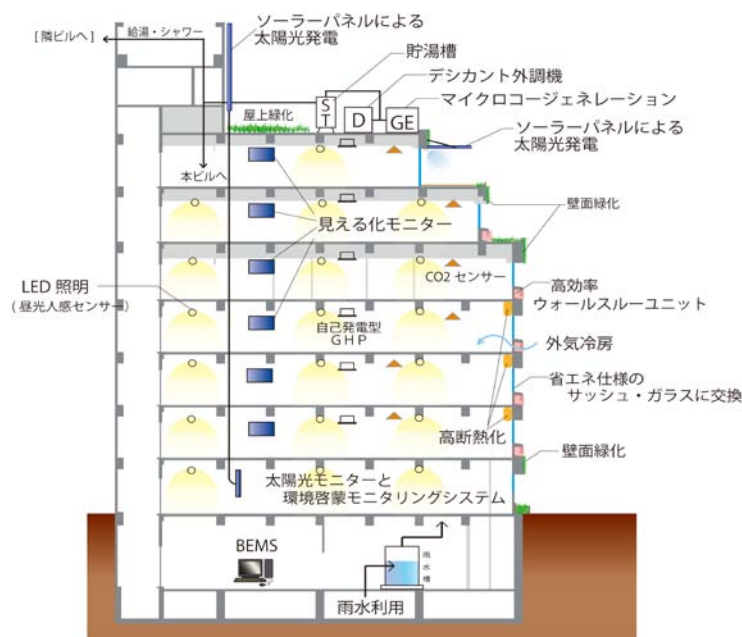 ソーラーパネルによる
太陽光発電
[ 隣ビルへ ]
給湯・シャワー
貯湯槽
デシカント外調機
マイクロコージェネレーション
S
T
D
GE
屋上緑化
ソーラーパネルによる
太陽光発電
本ビルへ
見える化モニター
壁面緑化
CO2 センサー
LED 照明
( 昼光人感センサー )
高効率
ウォールスルーユニット
自己発電型
GHP
外気冷房
省エネ仕様の
サッシュ・ガラスに交換
高断熱化
壁面緑化
太陽光モニターと
環境啓蒙モニタリングシステム
BEMS
雨水槽
雨水利用